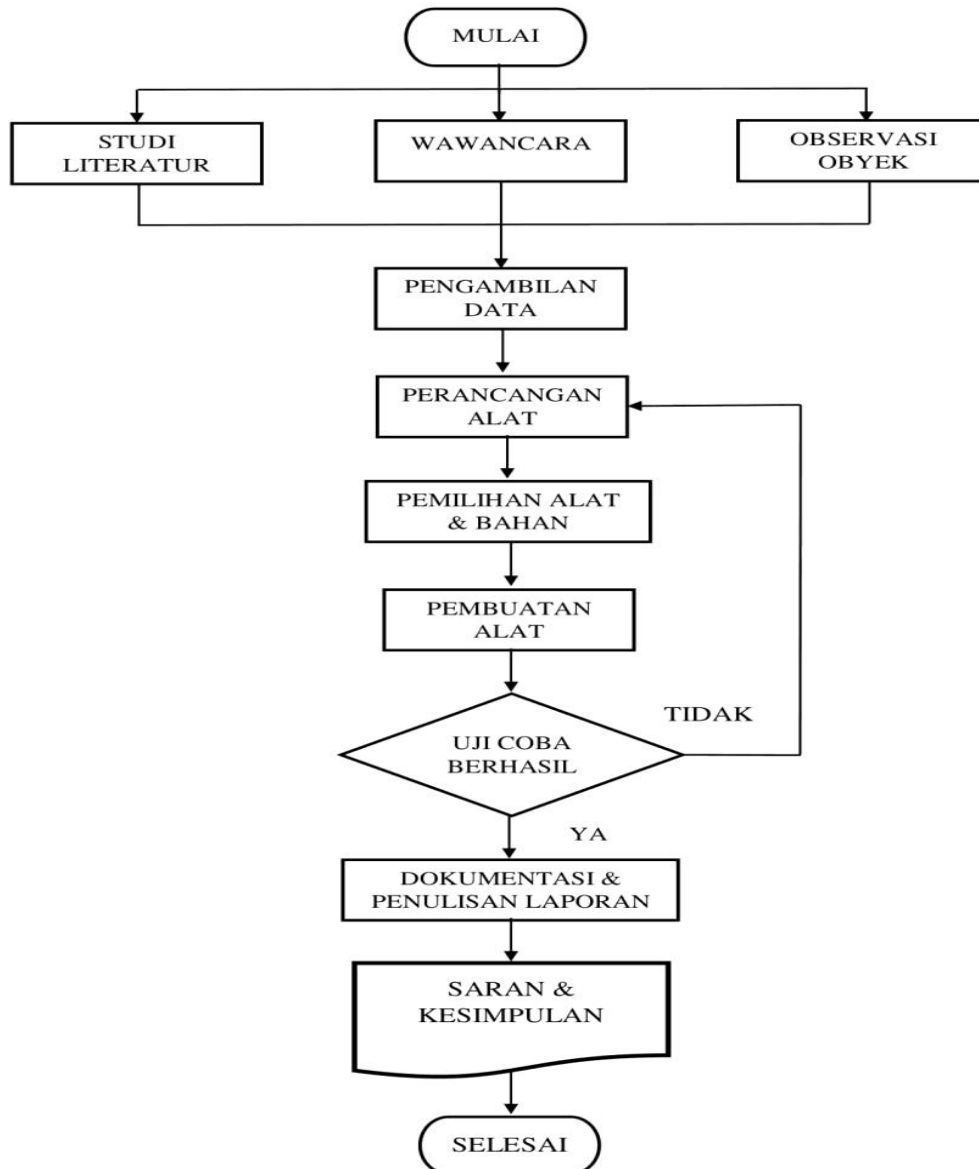 MULAI
STUDI
LITERATUR
WAWANCARA
OBSERVASI
OBYEK
PENGAMBILAN
DATA
PERANCANGAN
ALAT
PEMILIHAN ALAT
& BAHAN
PEMBUATAN
ALAT
TIDAK
UJI COBA
BERHASIL
YA
DOKUMENTASI &
PENULISAN LAPORAN
SARAN &
KESIMPULAN
SELESAI